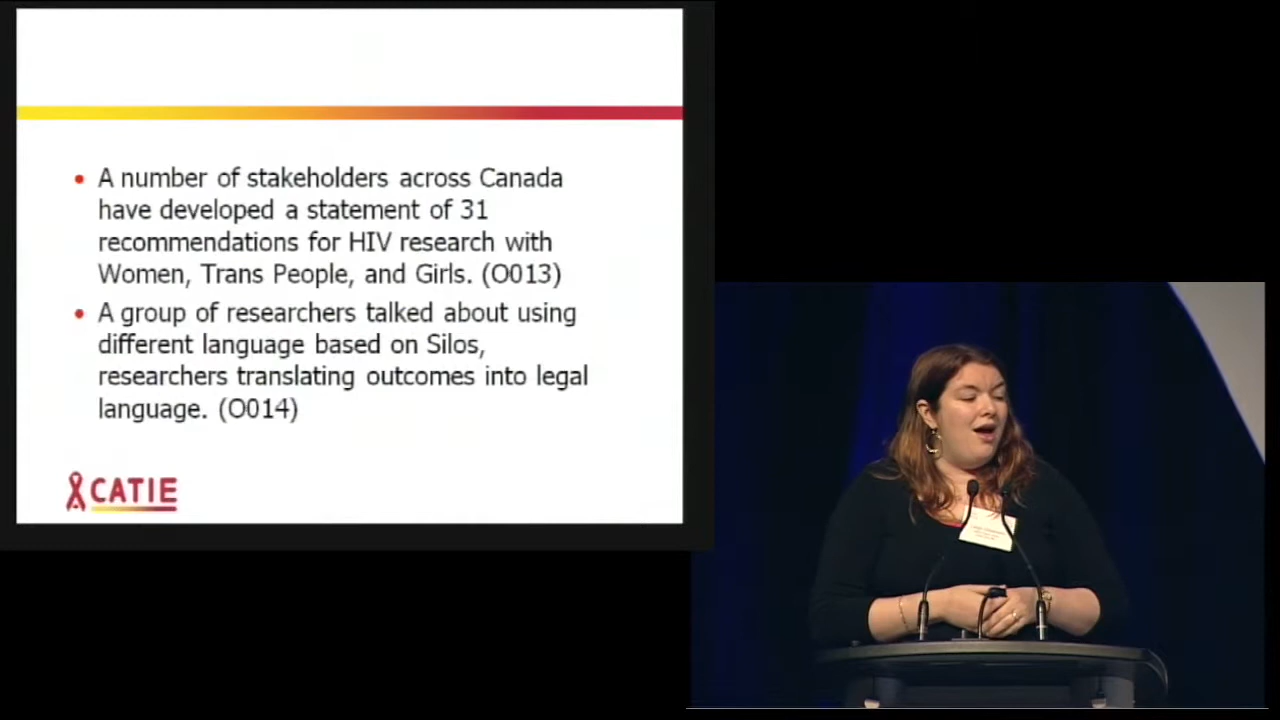 • A number of stakeholders across Canada
have developed a statement of 31
recommendations for HIV research with
Women, Trans People, and Girls. (O013)
• A group of researchers talked about using
different language based on Silos,
researchers translating outcomes into legal
language. (O014)
CATIE